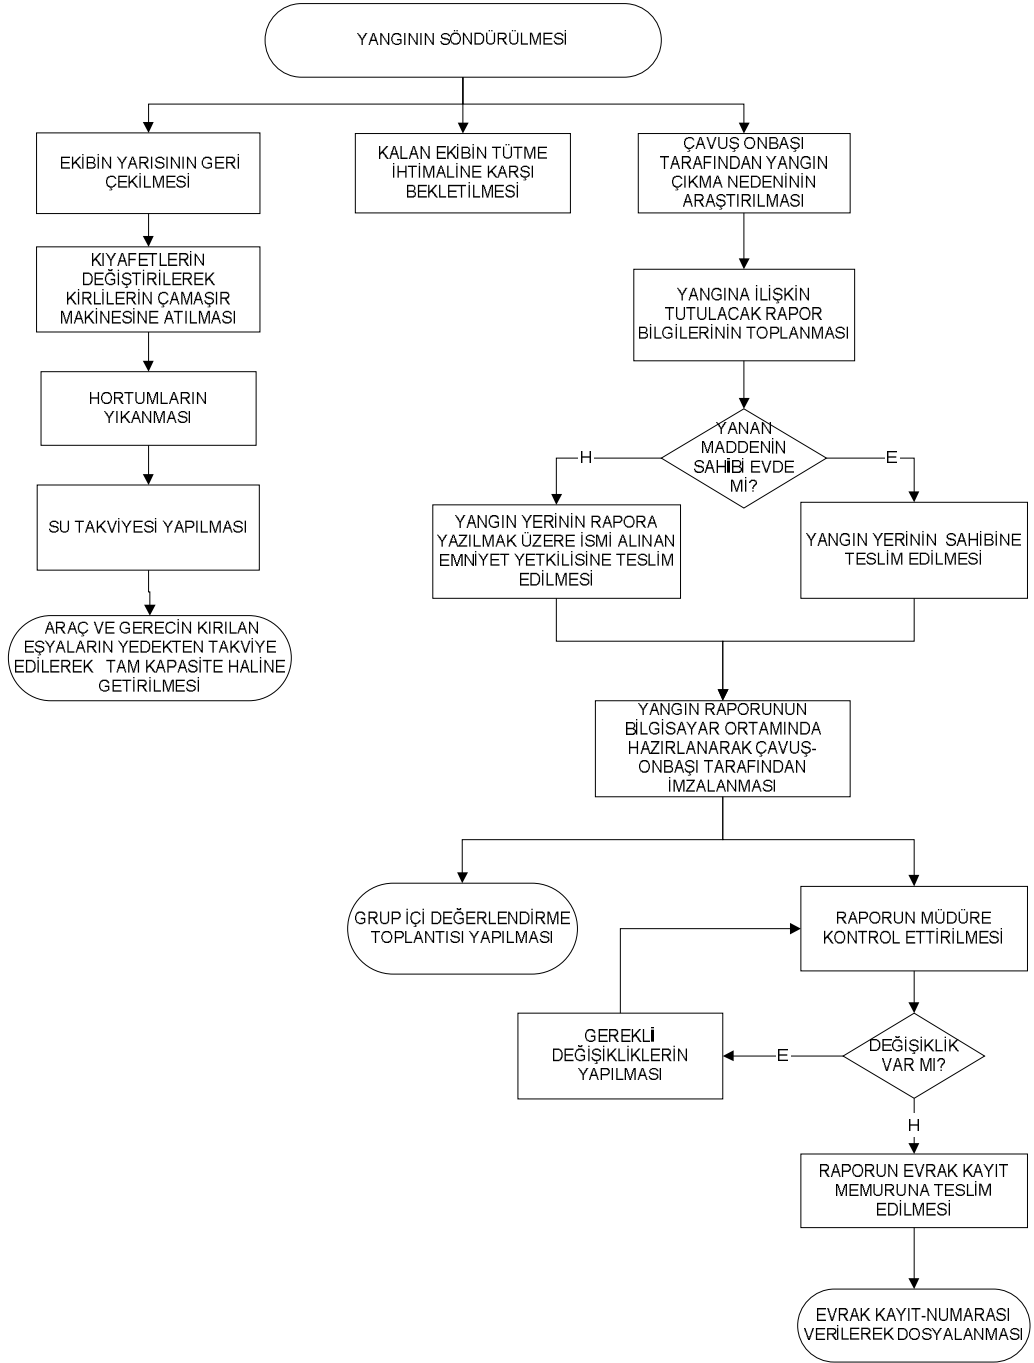 YANGININ SÖNDÜRÜLMESİ
EKİBİN YARISININ GERİ
ÇEKİLMESİ
KALAN EKİBİN TÜTME
İHTİMALİNE KARŞI
BEKLETİLMESİ
ÇAVUŞ ONBAŞI
TARAFINDAN YANGIN
ÇIKMA NEDENİNİN
ARAŞTIRILMASI
KIYAFETLERİN
DEĞİŞTİRİLEREK
KİRLİLERİN ÇAMAŞIR
MAKİNESİNE ATILMASI
YANGINA İLİŞKİN
TUTULACAK RAPOR
BİLGİLERİNİN TOPLANMASI
HORTUMLARIN
YIKANMASI
YANAN
MADDENİN
SAHİBİ EVDE
Mİ?
H
E
SU TAKVİYESİ YAPILMASI
YANGIN YERİNİN RAPORA
YAZILMAK ÜZERE İSMİ ALINAN
EMNİYET YETKİLİSİNE TESLİM
EDİLMESİ
YANGIN YERİNİN SAHİBİNE
TESLİM EDİLMESİ
ARAÇ VE GERECİN KIRILAN
EŞYALARIN YEDEKTEN TAKVİYE
EDİLEREK TAM KAPASİTE HALİNE
GETİRİLMESİ
YANGIN RAPORUNUN
BİLGİSAYAR ORTAMINDA
HAZIRLANARAK ÇAVUŞ-
ONBAŞI TARAFINDAN
İMZALANMASI
GRUP İÇİ DEĞERLENDİRME
TOPLANTISI YAPILMASI
RAPORUN MÜDÜRE
KONTROL ETTİRİLMESİ
GEREKLİ
DEĞİŞİKLİKLERİN
YAPILMASI
E
DEĞİŞİKLİK
VAR MI?
H
RAPORUN EVRAK KAYIT
MEMURUNA TESLİM
EDİLMESİ
EVRAK KAYIT-NUMARASI
VERİLEREK DOSYALANMASI